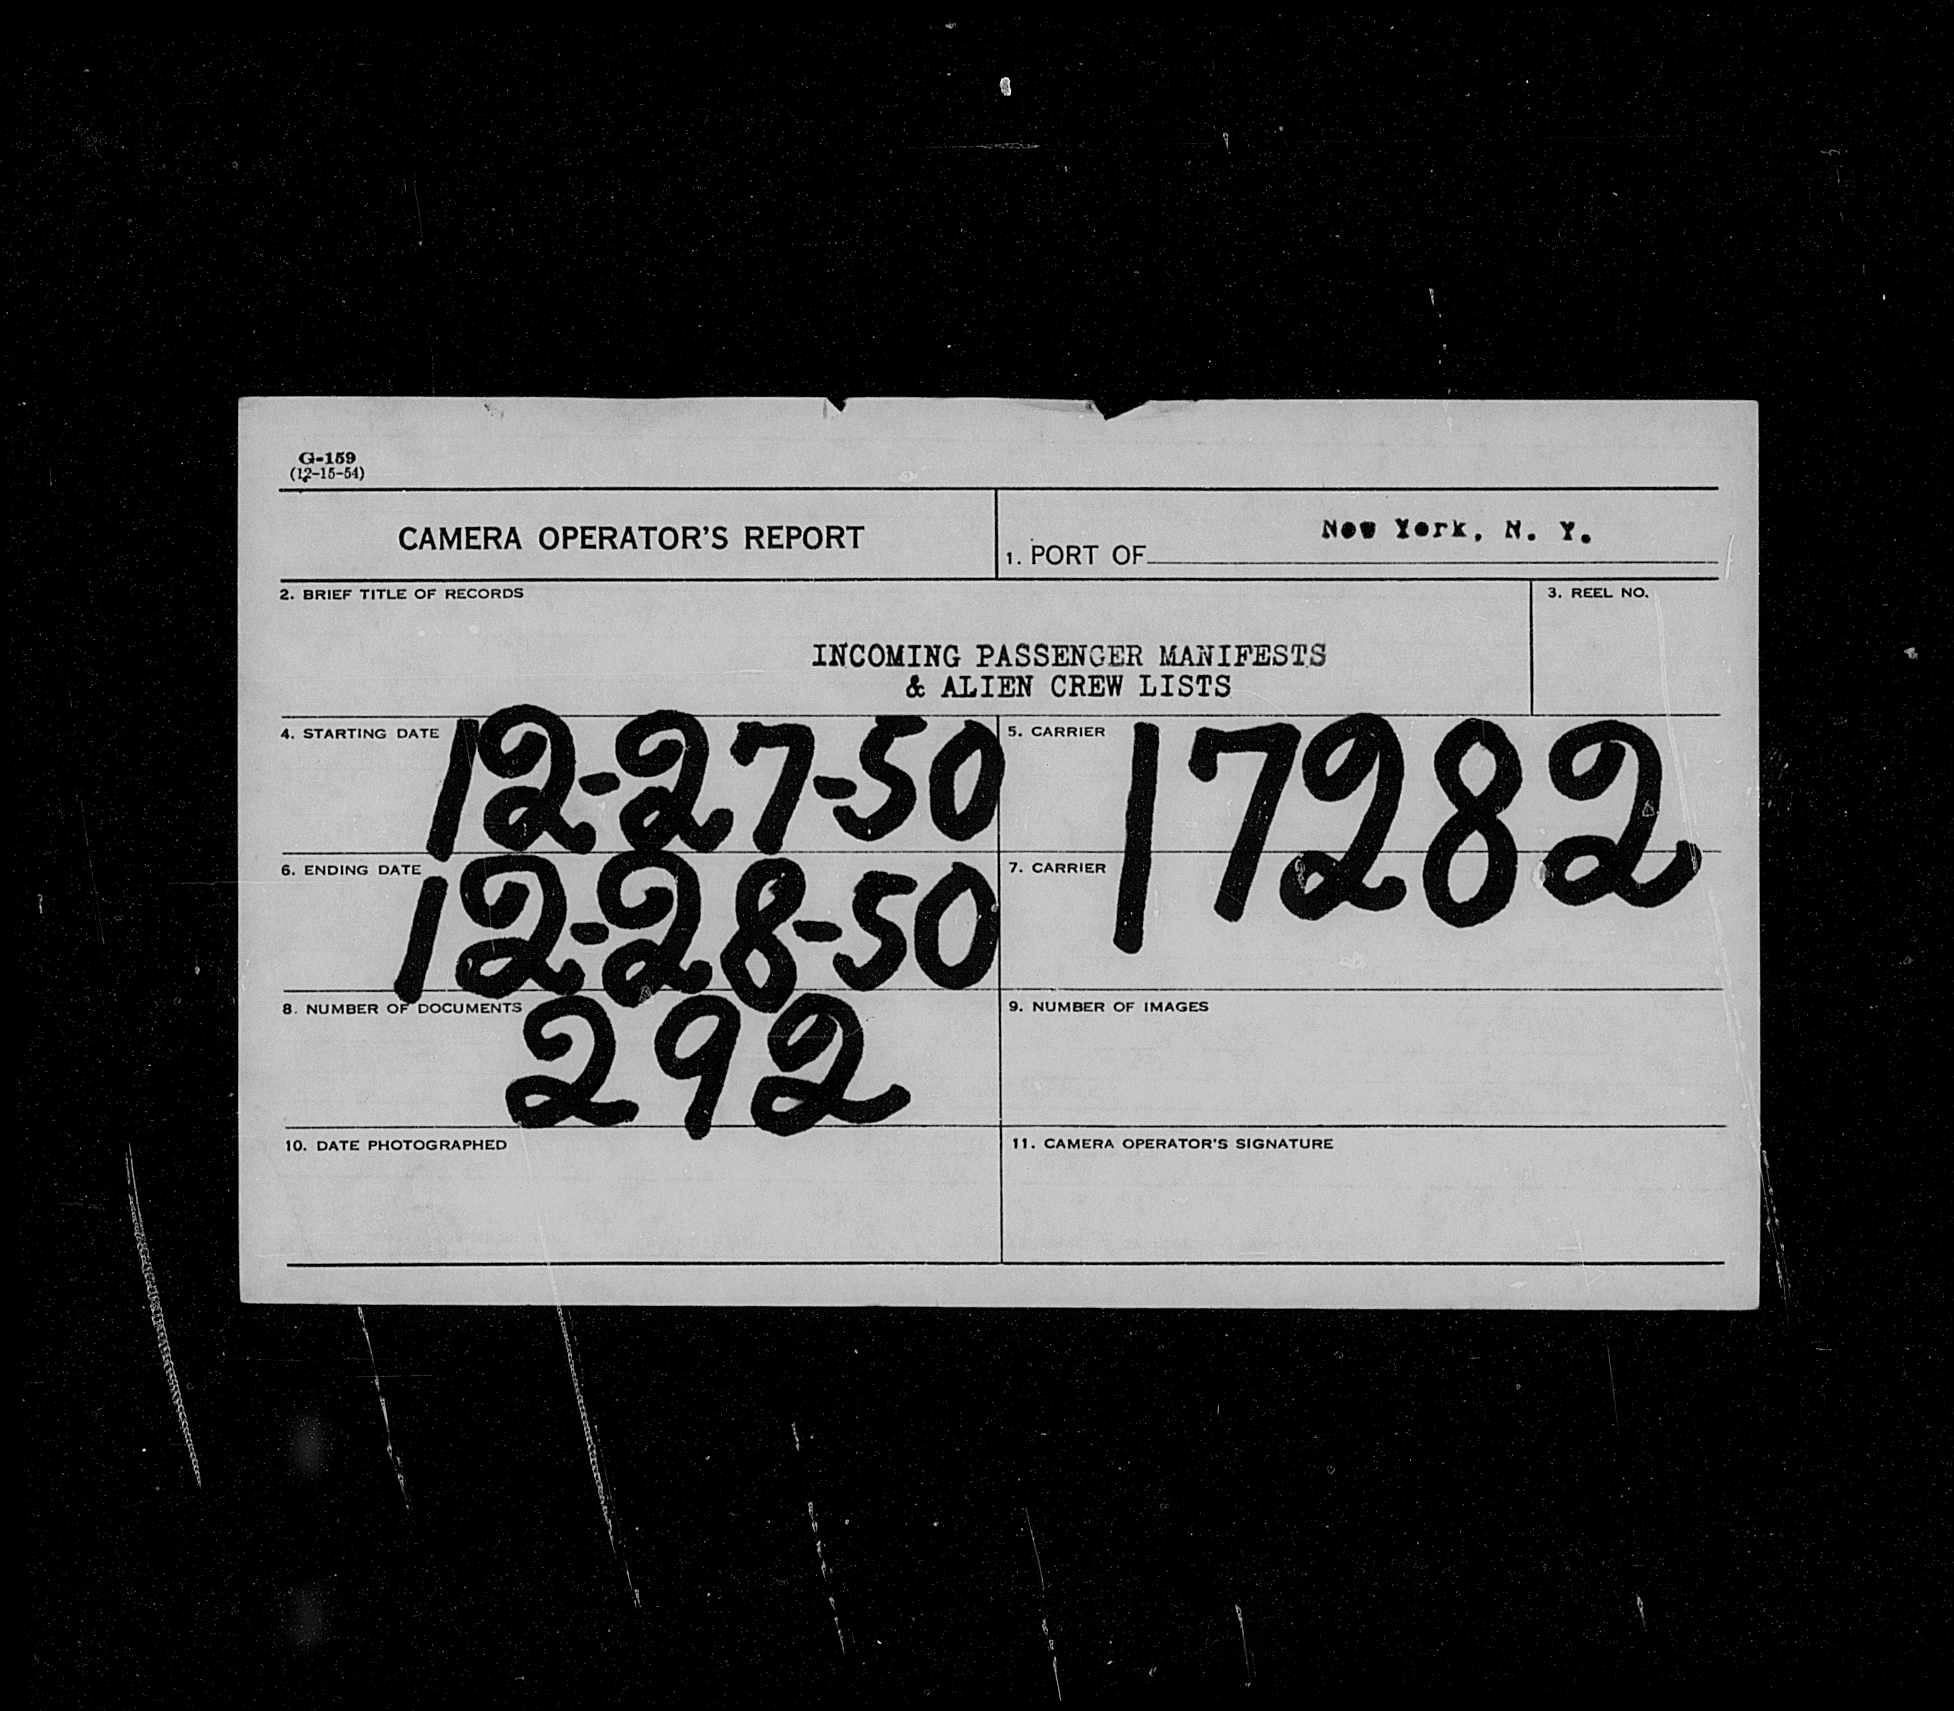 G-159
(12-15-54)
CAMERA OPERATOR'S REPORT
1. PORT OF New York, N. Y.
2. BRIEF TITLE OF RECORDS
INCOMING PASSENGER MANIFESTS
& ALIEN CREW LISTS
3. REEL NO.
4. STARTING DATE 12-27-50
5. CARRIER 17282
6. ENDING DATE 12-28-50
7. CARRIER
8. NUMBER OF DOCUMENTS 292
9. NUMBER OF IMAGES
10. DATE PHOTOGRAPHED
11. CAMERA OPERATOR'S SIGNATURE